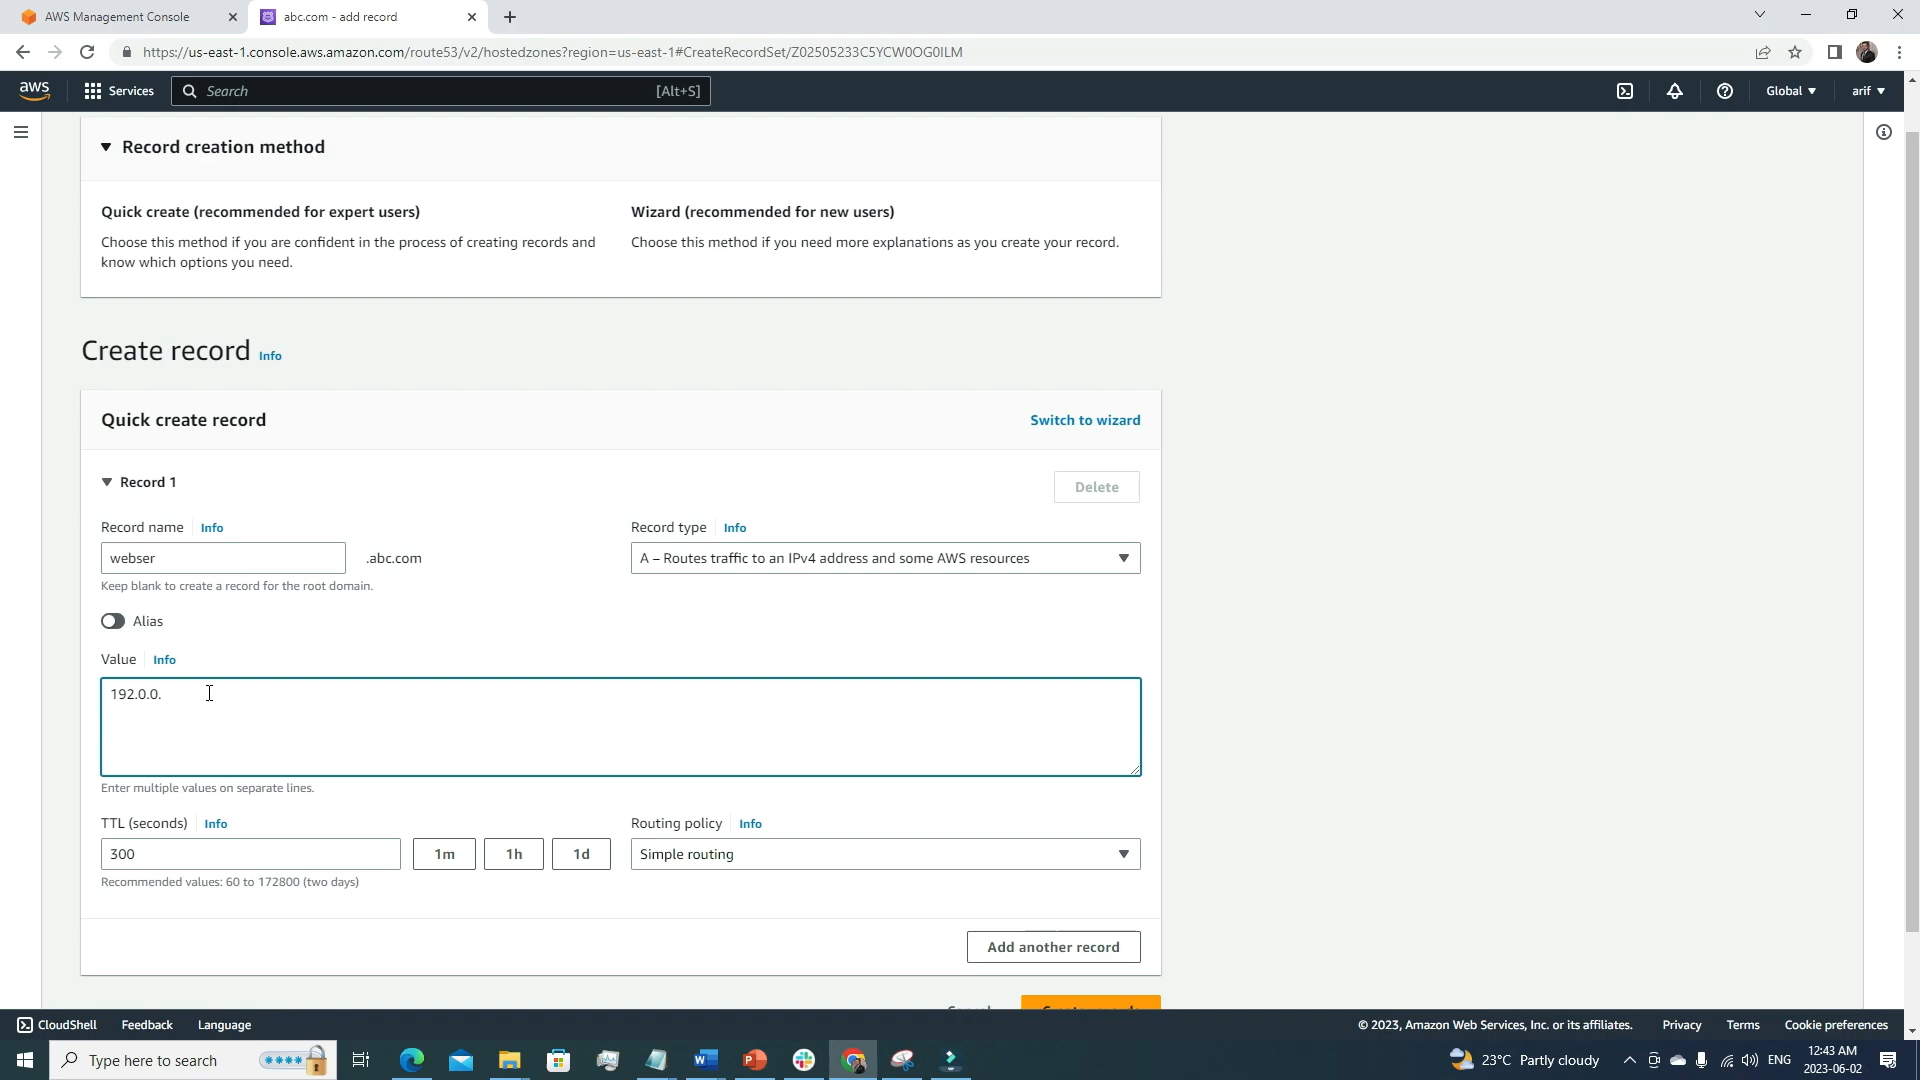 AWS Management Console
abc.com - add record
https://us-east-1.console.aws.amazon.com/route53/v2/hostedzones?region=us-east-1#CreateRecordSet/Z02505233C5YCW0OG0ILM
aws
Services
Search
[Alt+S]
Global
arif
Record creation method
Quick create (recommended for expert users)
Choose this method if you are confident in the process of creating records and
know which options you need.
Wizard (recommended for new users)
Choose this method if you need more explanations as you create your record.
Create record Info
Quick create record
Switch to wizard
Record 1
Delete
Record name Info
webser
.abc.com
Keep blank to create a record for the root domain.
Record type Info
A – Routes traffic to an IPv4 address and some AWS resources
Alias
Value Info
192.0.0.
Enter multiple values on separate lines.
TTL (seconds) Info
300
1m
1h
1d
Recommended values: 60 to 172800 (two days)
Routing policy Info
Simple routing
Add another record
CloudShell
Feedback
Language
© 2023, Amazon Web Services, Inc. or its affiliates.
Privacy
Terms
Cookie preferences
Type here to search
23°C Partly cloudy
ENG
12:43 AM
2023-06-02